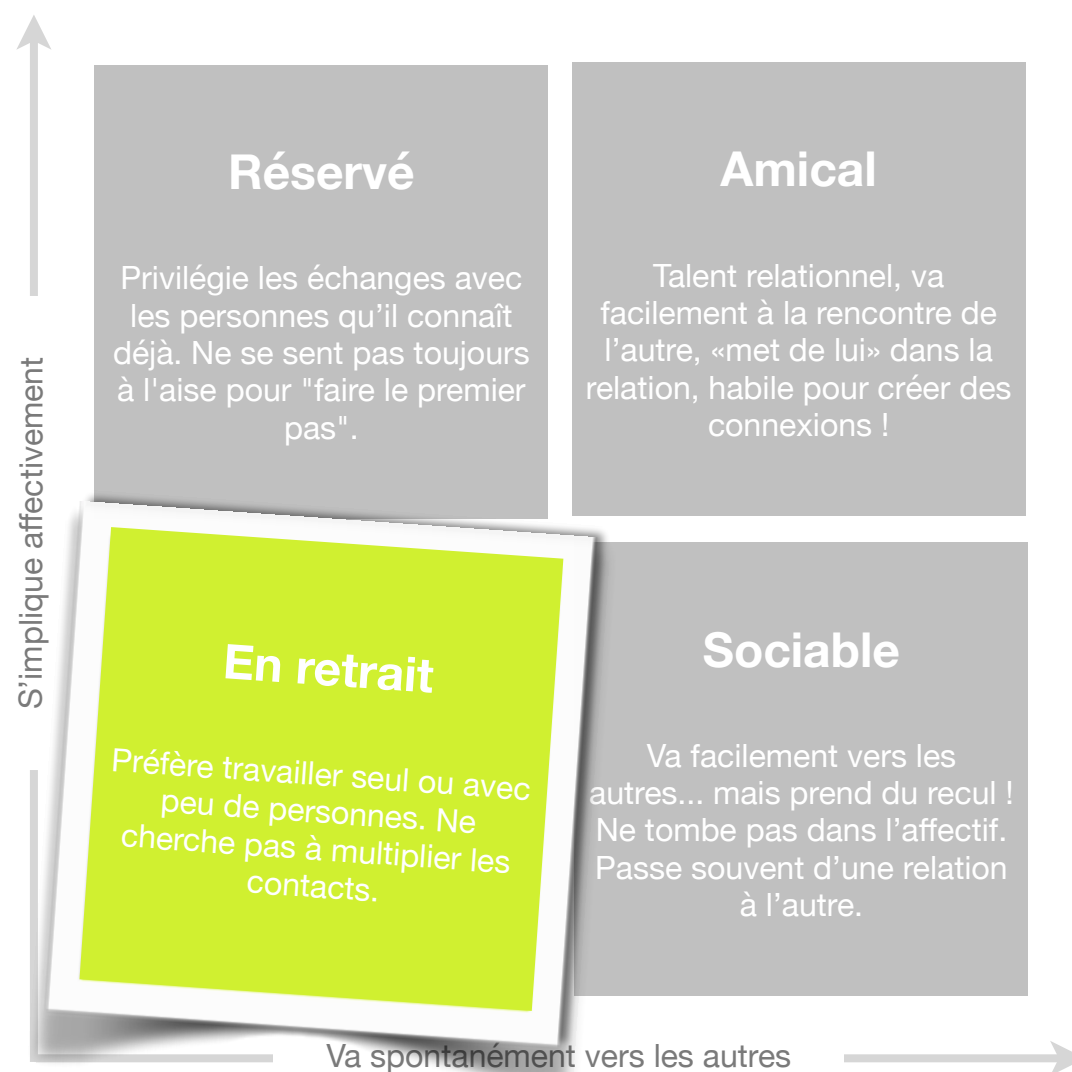 Réservé
Privilégie les échanges avec
les personnes qu’il connaît
déjà. Ne se sent pas toujours
à l'aise pour "faire le premier
pas".
Amical
Talent relationnel, va
facilement à la rencontre de
l’autre, «met de lui» dans la
relation, habile pour créer des
connexions !
S’implique affectivement
En retrait
Préfère travailler seul ou avec
peu de personnes. Ne
cherche pas à multiplier les
contacts.
Sociable
Va facilement vers les
autres... mais prend du recul !
Ne tombe pas dans l’affectif.
Passe souvent d’une relation
à l’autre.
Va spontanément vers les autres